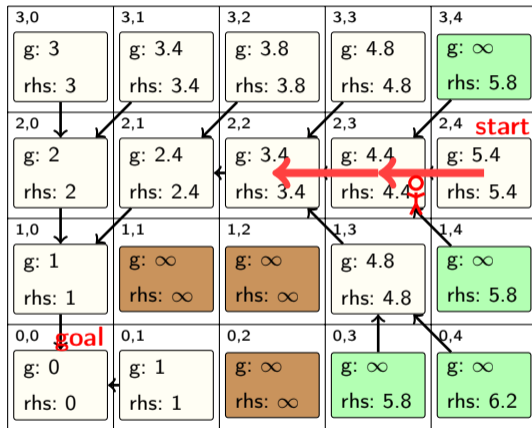 3,0 3,1 3,2 3,3 3,4
g: 3 g: 3.4 g: 3.8 g: 4.8 g: ∞
rhs: 3 rhs: 3.4 rhs: 3.8 rhs: 4.8 rhs: 5.8
2,0 2,1 2,2 2,3 2,4
start
g: 2 g: 2.4 g: 3.4 g: 4.4 g: 5.4
rhs: 2 rhs: 2.4 rhs: 3.4 rhs: 4.4 rhs: 5.4
1,0 1,1 1,2 1,3 1,4
g: 1 g: ∞ g: ∞ g: 4.8 g: ∞
rhs: 1 rhs: ∞ rhs: ∞ rhs: 4.8 rhs: 5.8
0,0 0,1 0,2 0,3 0,4
goal
g: 0 g: 1 g: ∞ g: ∞ g: ∞
rhs: 0 rhs: 1 rhs: ∞ rhs: 5.8 rhs: 6.2